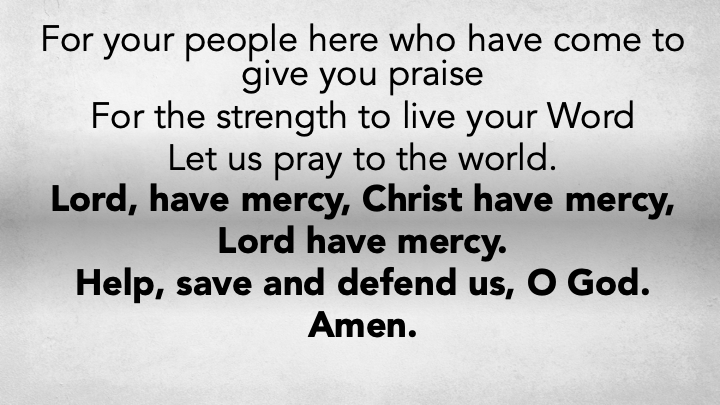 For your people here who have come to
give you praise
For the strength to live your Word
Let us pray to the world.
Lord, have mercy, Christ have mercy,
Lord have mercy.
Help, save and defend us, O God.
Amen.